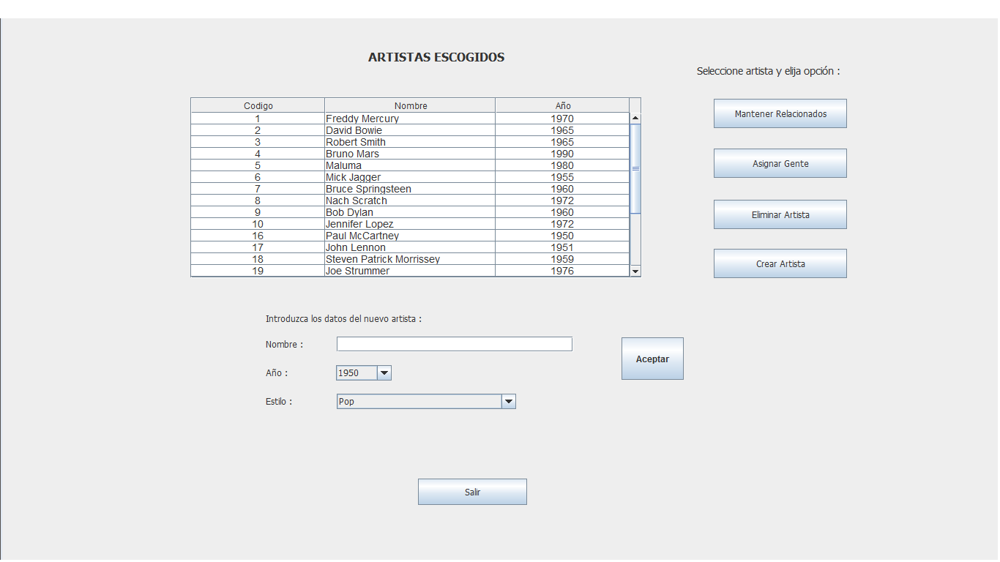 ARTISTAS ESCOGIDOS
Seleccione artista y elija opción :
Codigo Nombre Año
1 Freddy Mercury 1970
2 David Bowie 1965
3 Robert Smith 1965
4 Bruno Mars 1990
5 Maluma 1980
6 Mick Jagger 1955
7 Bruce Springsteen 1960
8 Nach Scratch 1972
9 Bob Dylan 1960
10 Jennifer Lopez 1972
16 Paul McCartney 1950
17 John Lennon 1951
18 Steven Patrick Morrissey 1959
19 Joe Strummer 1976
Mantener Relacionados
Asignar Gente
Eliminar Artista
Crear Artista
Introduzca los datos del nuevo artista :
Nombre :
Año : 1950
Estilo : Pop
Aceptar
Salir